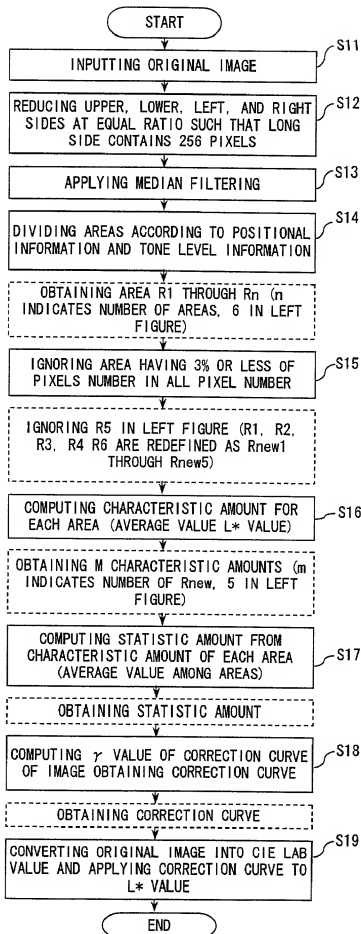 START
S11
INPUTTING ORIGINAL IMAGE
S12
REDUCING UPPER, LOWER, LEFT, AND RIGHT
SIDES AT EQUAL RATIO SUCH THAT LONG
SIDE CONTAINS 256 PIXELS
S13
APPLYING MEDIAN FILTERING
S14
DIVIDING AREAS ACCORDING TO POSITIONAL
INFORMATION AND TONE LEVEL INFORMATION
OBTAINING AREA R1 THROUGH Rn (n
INDICATES NUMBER OF AREAS, 6 IN LEFT
FIGURE)
S15
IGNORING AREA HAVING 3% OR LESS OF
PIXELS NUMBER IN ALL PIXEL NUMBER
IGNORING R5 IN LEFT FIGURE (R1, R2,
R3, R4 R6 ARE REDEFINED AS Rnew1
THROUGH Rnew5)
S16
COMPUTING CHARACTERISTIC AMOUNT FOR
EACH AREA (AVERAGE VALUE L* VALUE)
OBTAINING M CHARACTERISTIC AMOUNTS (m
INDICATES NUMBER OF Rnew, 5 IN LEFT
FIGURE)
S17
COMPUTING STATISTIC AMOUNT FROM
CHARACTERISTIC AMOUNT OF EACH AREA
(AVERAGE VALUE AMONG AREAS)
OBTAINING STATISTIC AMOUNT
S18
COMPUTING γ VALUE OF CORRECTION CURVE
OF IMAGE OBTAINING CORRECTION CURVE
OBTAINING CORRECTION CURVE
S19
CONVERTING ORIGINAL IMAGE INTO CIE LAB
VALUE AND APPLYING CORRECTION CURVE TO
L* VALUE
END